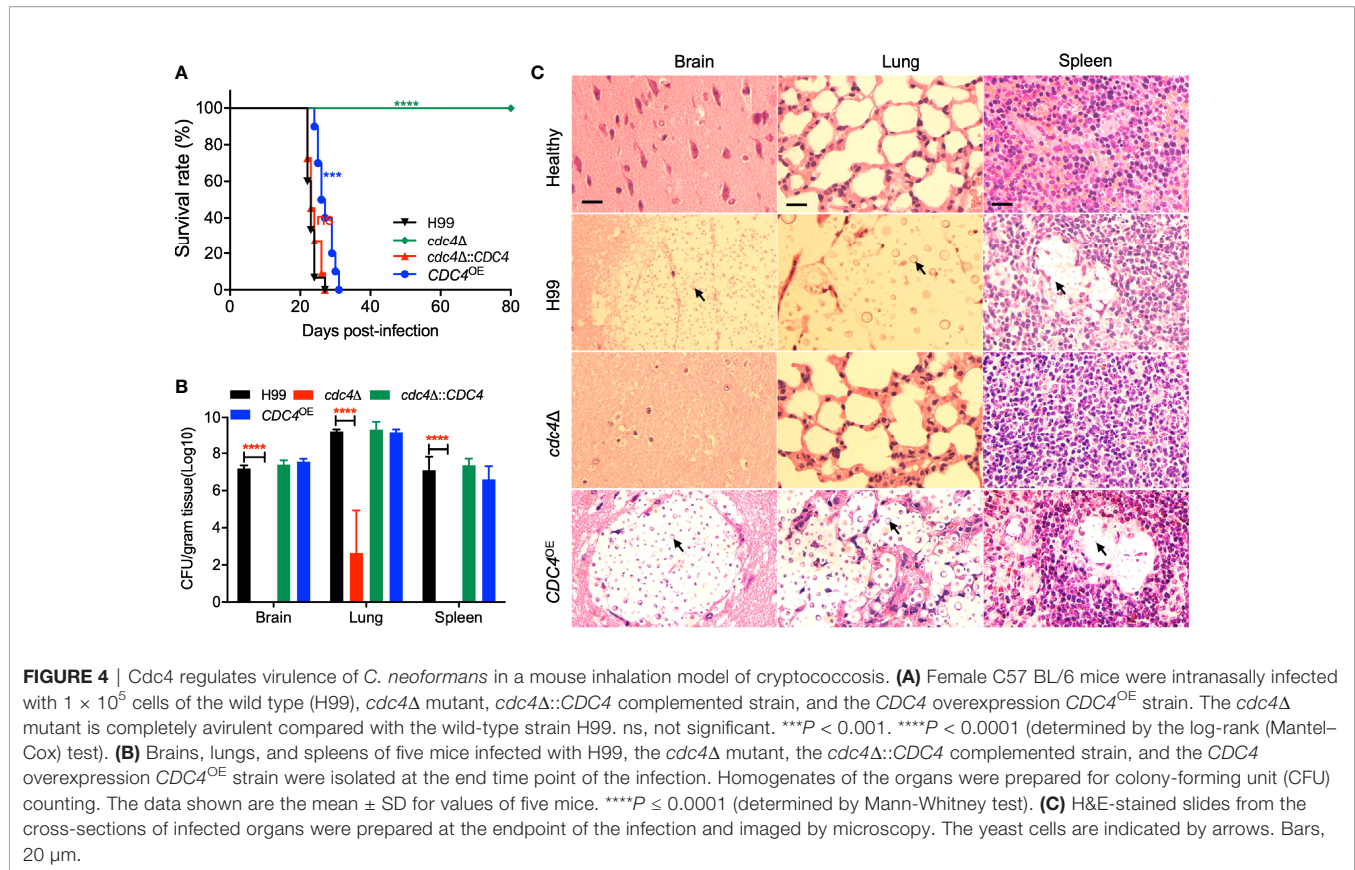 A
Survival rate (%)
100
80
60
40
20
0
0 20 40 60 80
Days post-infection
****
***
ns
H99
cdc4Δ
cdc4Δ::CDC4
CDC4OE
B
H99 cdc4Δ cdc4Δ::CDC4
CDC4OE
CFU/gram tissue(Log10)
10
8
6
4
2
0
**** **** ****
Brain Lung Spleen
C
Brain Lung Spleen
Healthy
H99
cdc4Δ
CDC4OE
FIGURE 4 | Cdc4 regulates virulence of C. neoformans in a mouse inhalation model of cryptococcosis. (A) Female C57 BL/6 mice were intranasally infected
with 1 × 10⁵ cells of the wild type (H99), cdc4Δ mutant, cdc4Δ::CDC4 complemented strain, and the CDC4 overexpression CDC4OE strain. The cdc4Δ
mutant is completely avirulent compared with the wild-type strain H99. ns, not significant. ***P < 0.001. ****P < 0.0001 (determined by the log-rank (Mantel–
Cox) test). (B) Brains, lungs, and spleens of five mice infected with H99, the cdc4Δ mutant, the cdc4Δ::CDC4 complemented strain, and the CDC4
overexpression CDC4OE strain were isolated at the end time point of the infection. Homogenates of the organs were prepared for colony-forming unit (CFU)
counting. The data shown are the mean ± SD for values of five mice. ****P ≤ 0.0001 (determined by Mann-Whitney test). (C) H&E-stained slides from the
cross-sections of infected organs were prepared at the endpoint of the infection and imaged by microscopy. The yeast cells are indicated by arrows. Bars,
20 μm.